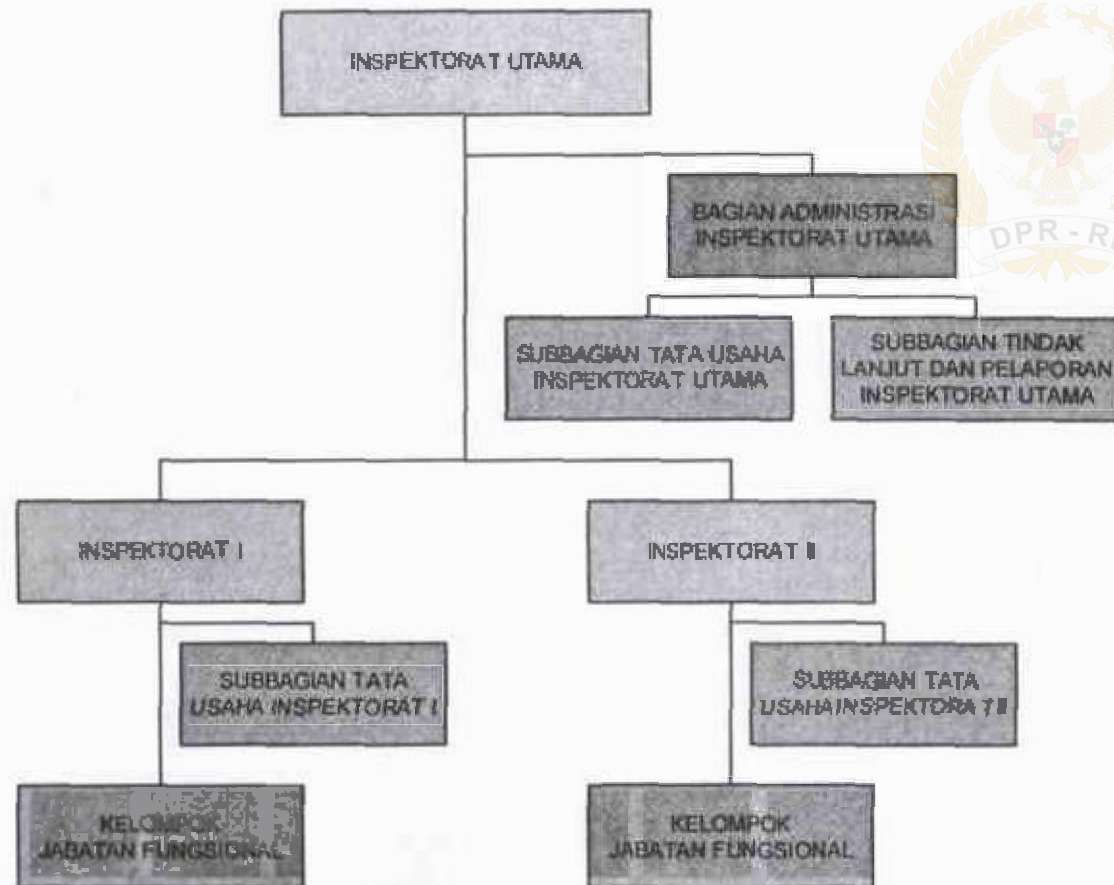 INSPEKTORAT UTAMA
BAGIAN ADMINISTRASI
INSPEKTORAT UTAMA
DPR - R
SUBBAGIAN TATA USAHA
INSPEKTORAT UTAMA
SUBBAGIAN TINDAK
LANJUT DAN PELAPORAN
INSPEKTORAT UTAMA
INSPEKTORAT I
INSPEKTORAT II
SUBBAGIAN TATA
USAHA INSPEKTORAT I
SUBBAGIAN TATA
USAHA INSPEKTORAT II
KELOMPOK
JABATAN FUNGSIONAL
KELOMPOK
JABATAN FUNGSIONAL